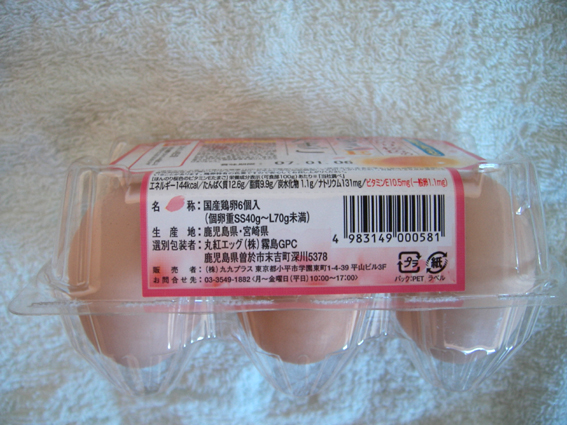 07.01.06
エネルギー144kcal/たんぱく質12.6g/脂質9.9g/炭水化物 1.1g/ナトリウム131mg/ビタミンE10.5mg(一般卵1.1mg)
名 称:国産鶏卵6個入
(個卵重SS40g～L70g未満)
生産地:鹿児島県・宮崎県
選別包装者:丸紅エッグ(株)霧島GPC
鹿児島県曽於市末吉町深川5378
販 売 者:(株)九九プラス 東京都小平市学園東町1-4-39 平山ビル3F
お問合せ先:03-3549-1882<月～金曜日(平日)10:00～17:00>
4 983149 000581
プラ 紙
パック:PET ラベル